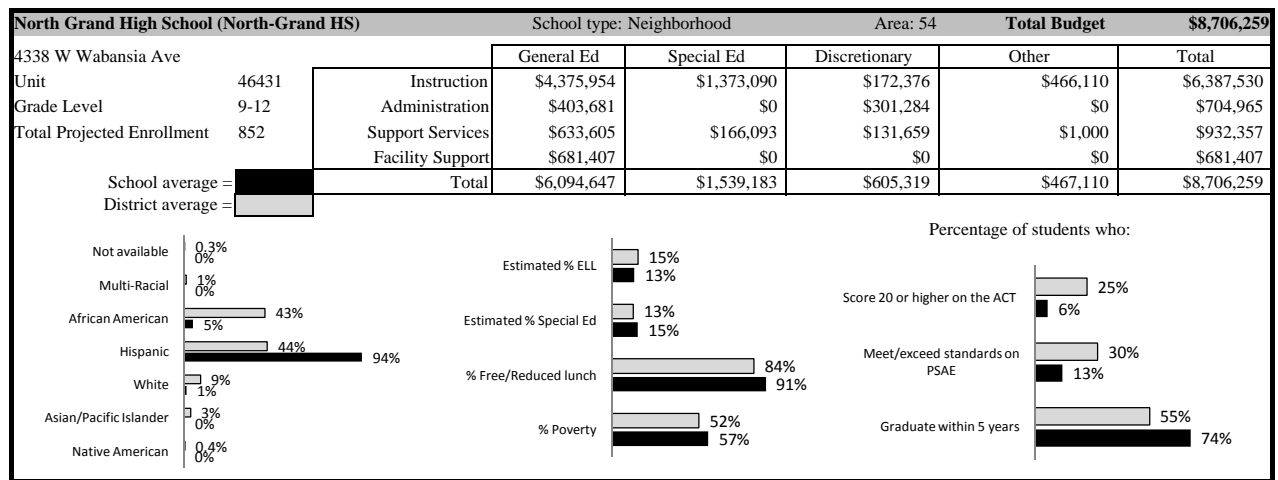 North Grand High School (North-Grand HS) School type: Neighborhood Area: 54 Total Budget $8,706,259
4338 W Wabansia Ave General Ed Special Ed Discretionary Other Total
Unit 46431 Instruction $4,375,954 $1,373,090 $172,376 $466,110 $6,387,530
Grade Level 9-12 Administration $403,681 $0 $301,284 $0 $704,965
Total Projected Enrollment 852 Support Services $633,605 $166,093 $131,659 $1,000 $932,357
Facility Support $681,407 $0 $0 $0 $681,407
School average = Total $6,094,647 $1,539,183 $605,319 $467,110 $8,706,259
District average =
Not available 0.3%
0%
Multi-Racial 1%
0%
African American 43%
5%
Hispanic 44%
94%
White 9%
1%
Asian/Pacific Islander 3%
0%
Native American 0.4%
0%
Estimated % ELL 15%
13%
Estimated % Special Ed 13%
15%
% Free/Reduced lunch 84%
91%
% Poverty 52%
57%
Percentage of students who:
Score 20 or higher on the ACT 25%
6%
Meet/exceed standards on
PSAE
30%
13%
Graduate within 5 years 55%
74%